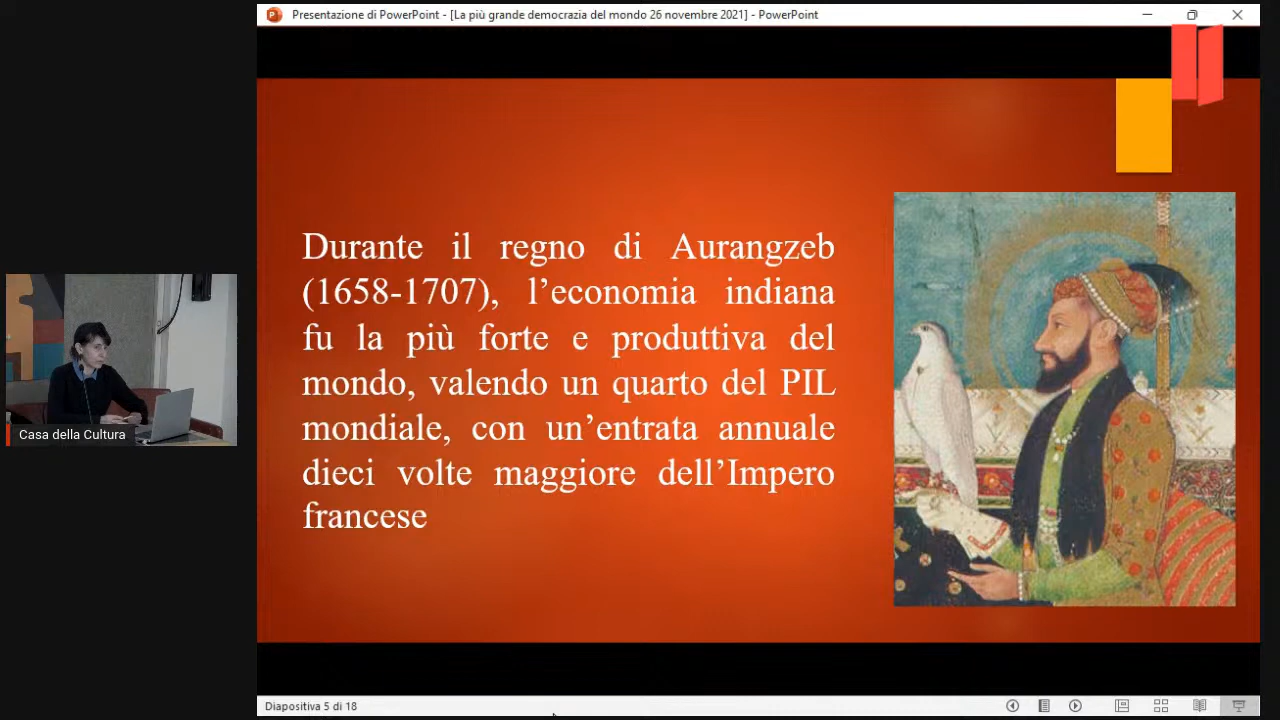 Presentazione di PowerPoint - [La più grande democrazia del mondo 26 novembre 2021] - PowerPoint
Durante il regno di Aurangzeb
(1658-1707), l’economia indiana
fu la più forte e produttiva del
mondo, valendo un quarto del PIL
mondiale, con un’entrata annuale
dieci volte maggiore dell’Impero
francese
Casa della Cultura
Diapositiva 5 di 18